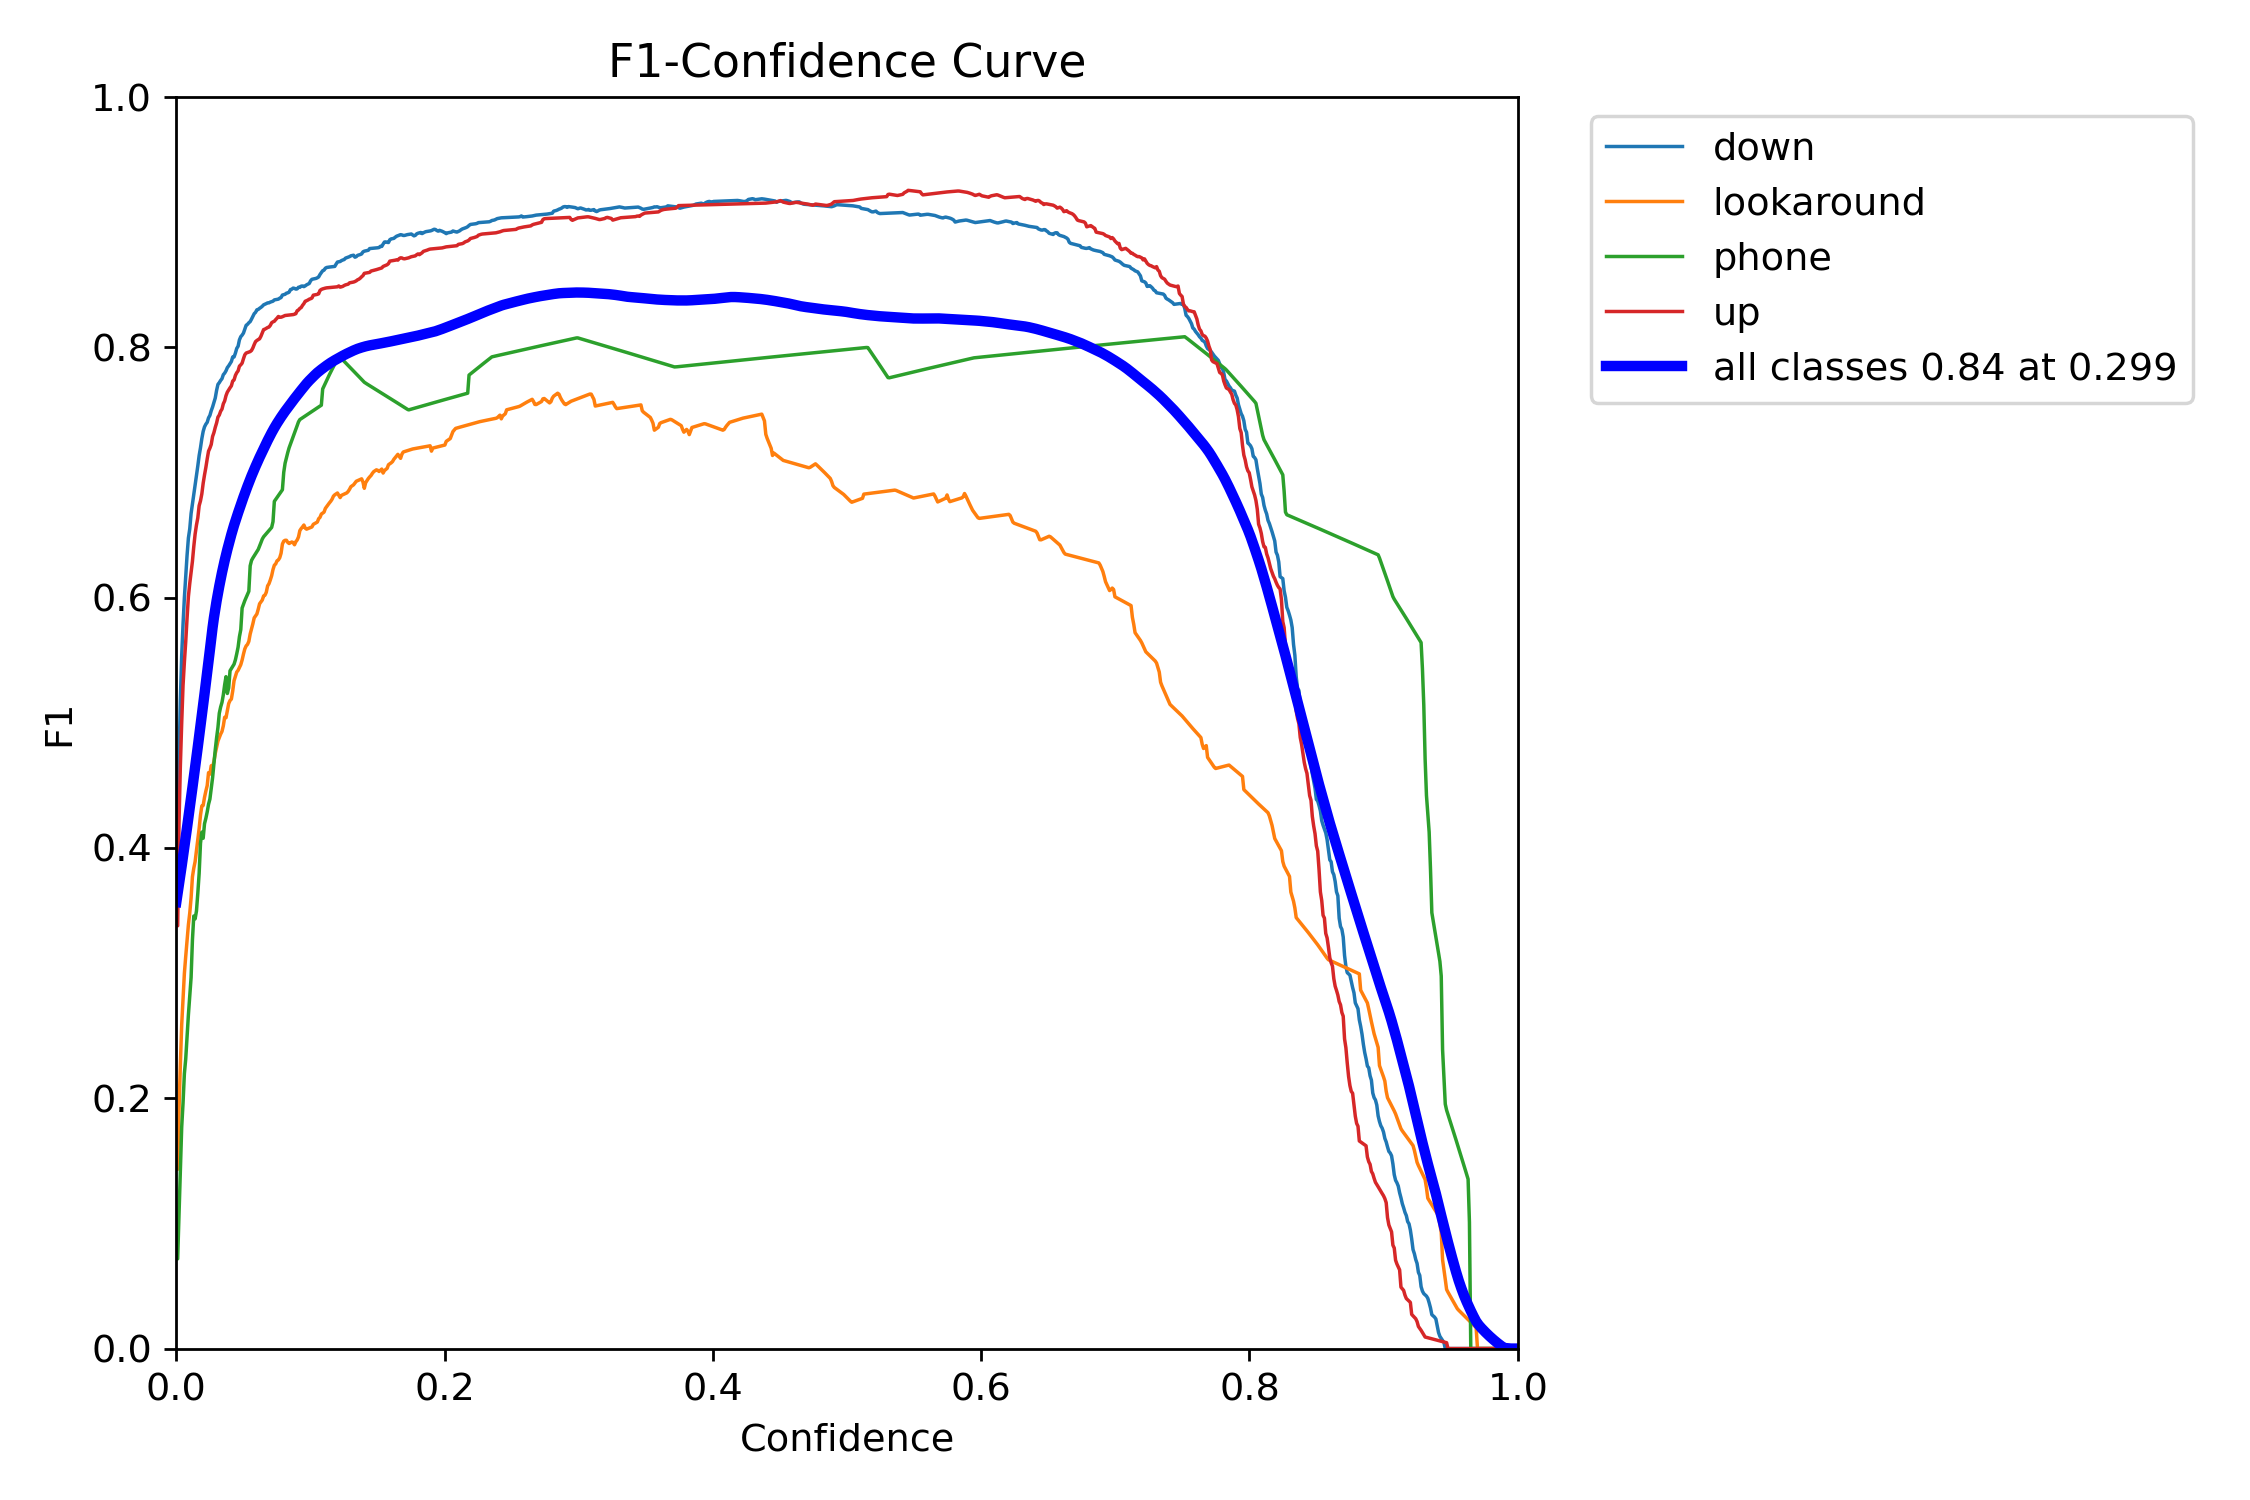 F1-Confidence Curve
1.0
0.8
0.6
0.4
0.2
0.0
F1
0.0 0.2 0.4 0.6 0.8 1.0
Confidence
down
lookaround
phone
up
all classes 0.84 at 0.299